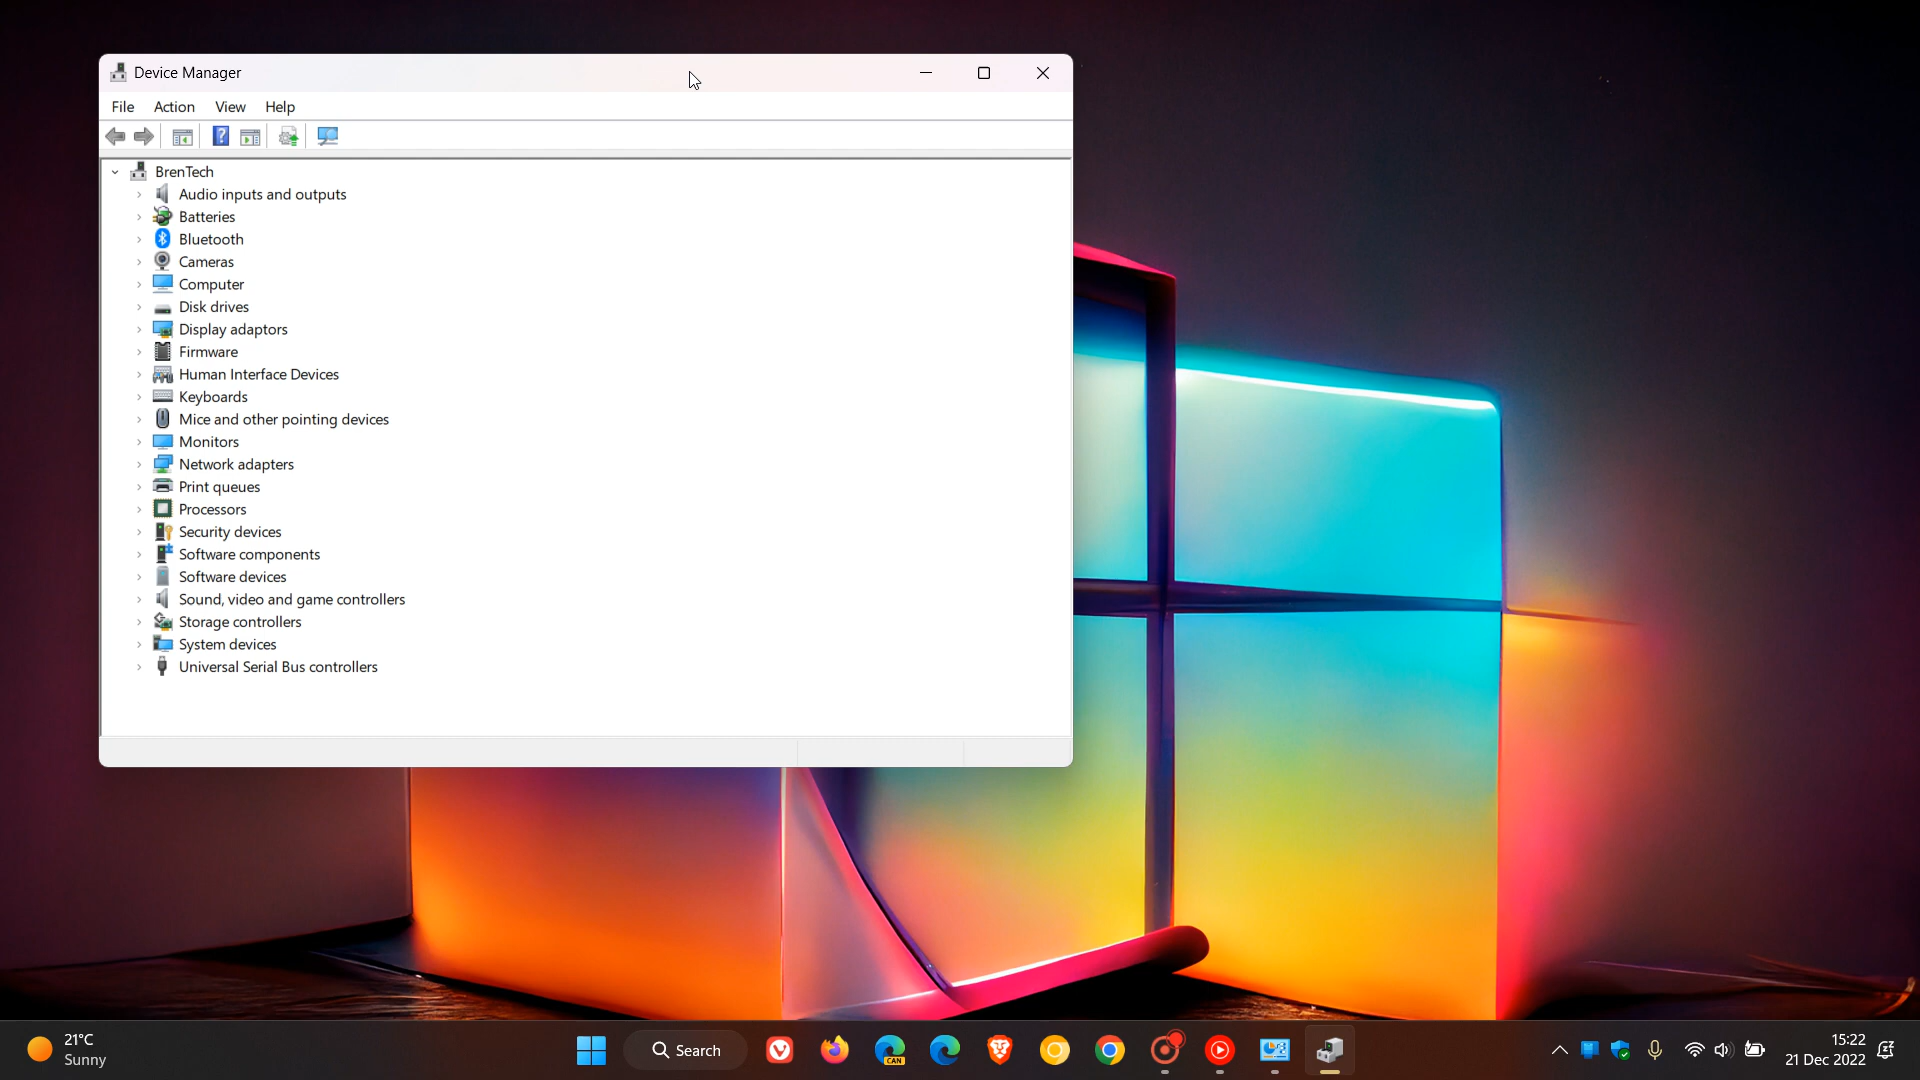 Device Manager
File Action View Help
BrenTech
Audio inputs and outputs
Batteries
Bluetooth
Cameras
Computer
Disk drives
Display adaptors
Firmware
Human Interface Devices
Keyboards
Mice and other pointing devices
Monitors
Network adapters
Print queues
Processors
Security devices
Software components
Software devices
Sound, video and game controllers
Storage controllers
System devices
Universal Serial Bus controllers
21°C
Sunny
Search
CAN
15:22
21 Dec 2022